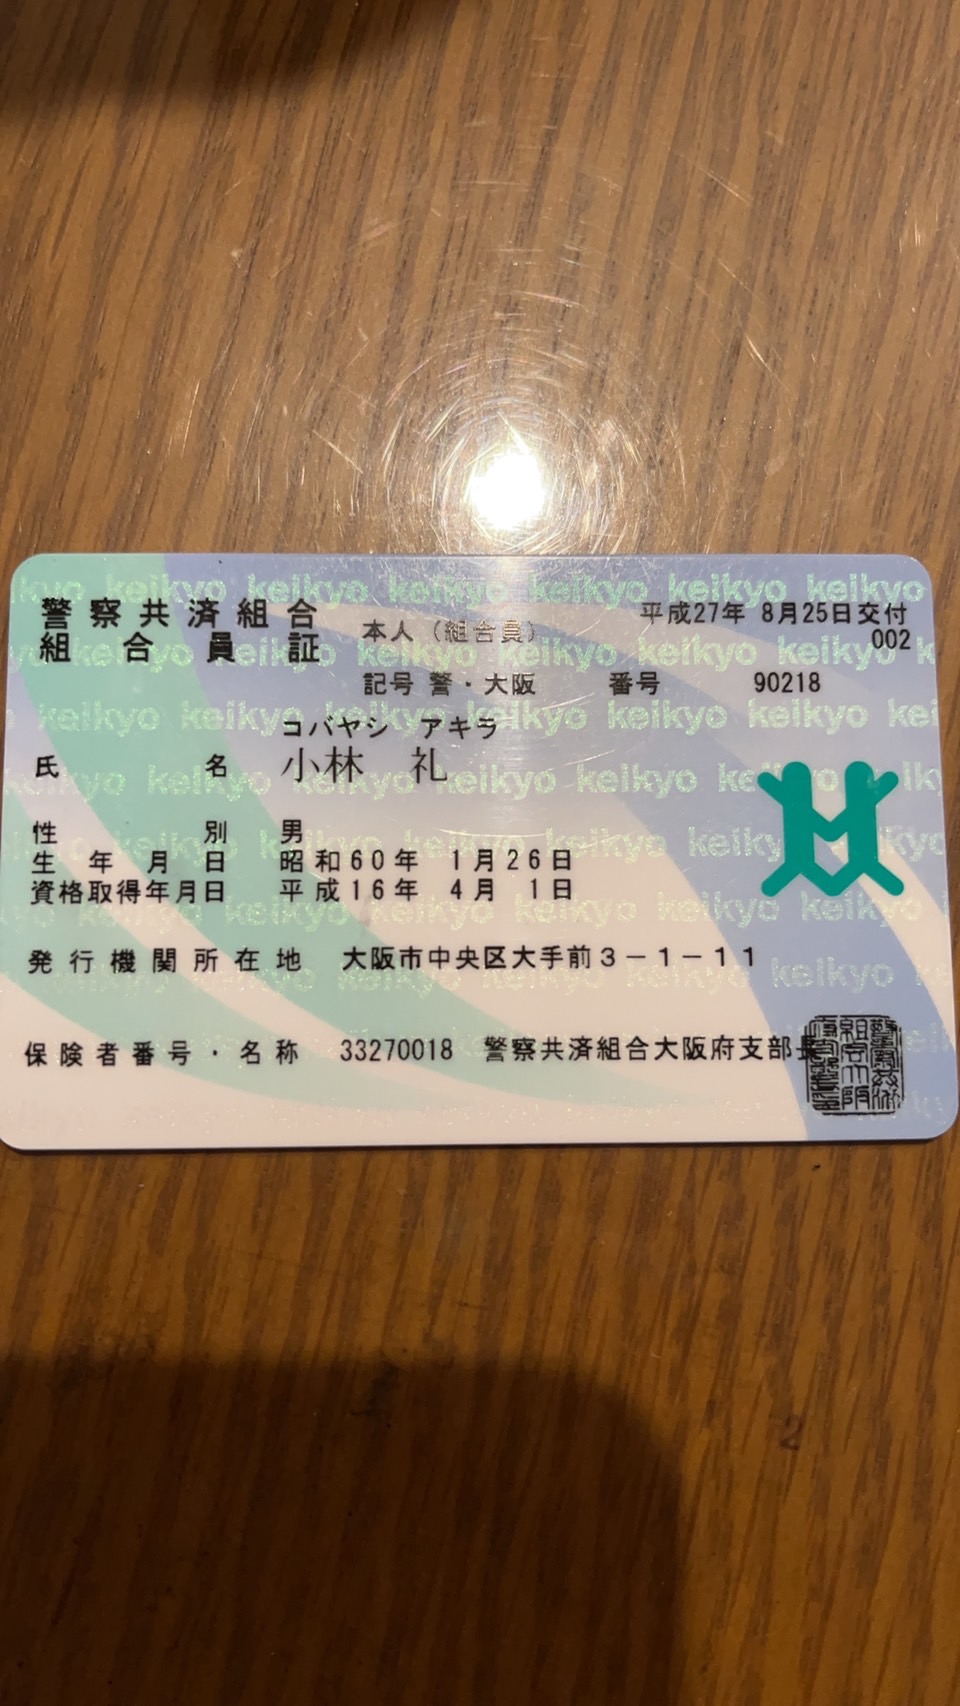 警察共済組合
組合員証
本人（組合員）
平成27年 8月25日交付
002
記号 警・大阪 番号 90218
コバヤシ アキラ
氏名 小林 礼
性別 男
生年月日 昭和60年 1月26日
資格取得年月日 平成16年 4月 1日
発行機関所在地 大阪市中央区大手前3－1－11
保険者番号・名称 33270018 警察共済組合大阪府支部長
keikyo keikyo keikyo keikyo keikyo keikyo